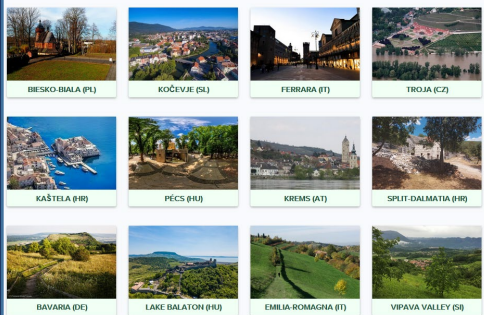 BIESKO-BIALA (PL)
KOČEVJE (SL)
FERRARA (IT)
TROJA (CZ)
KAŠTELA (HR)
PÉCS (HU)
KREMS (AT)
SPLIT-DALMATIA (HR)
BAVARIA (DE)
LAKE BALATON (HU)
EMILIA-ROMAGNA (IT)
VIPAVA VALLEY (SI)